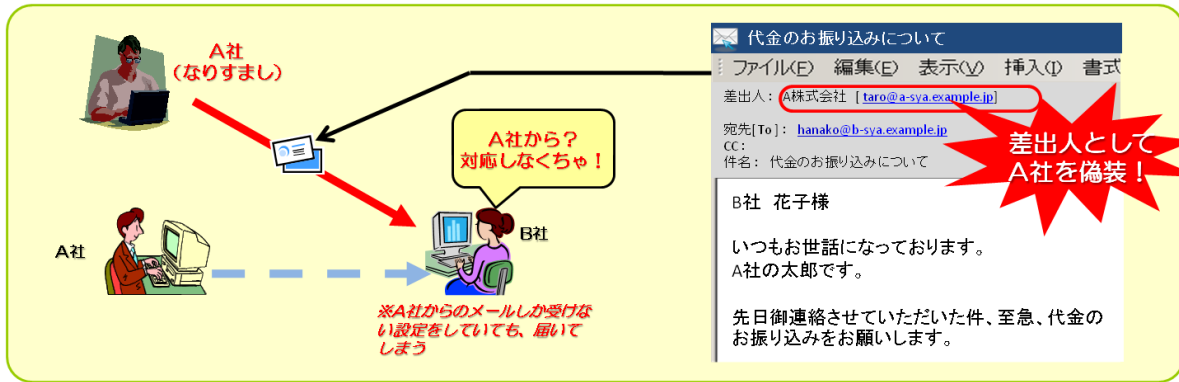 A社
(なりすまし)
A社から?
対応しなくちゃ!
A社
B社
※A社からのメールしか受けな
い設定をしていても、届いて
しまう
代金のお振り込みについて
ファイル(F) 編集(E) 表示(V) 挿入(I) 書式
差出人: A株式会社 [ taro@a-sya.example.jp]
宛先[To]: hanako@b-sya.example.jp
CC:
件名: 代金のお振り込みについて
差出人として
A社を偽装!
B社 花子様
いつもお世話になっております。
A社の太郎です。
先日御連絡させていただいた件、至急、代金の
お振り込みをお願いします。